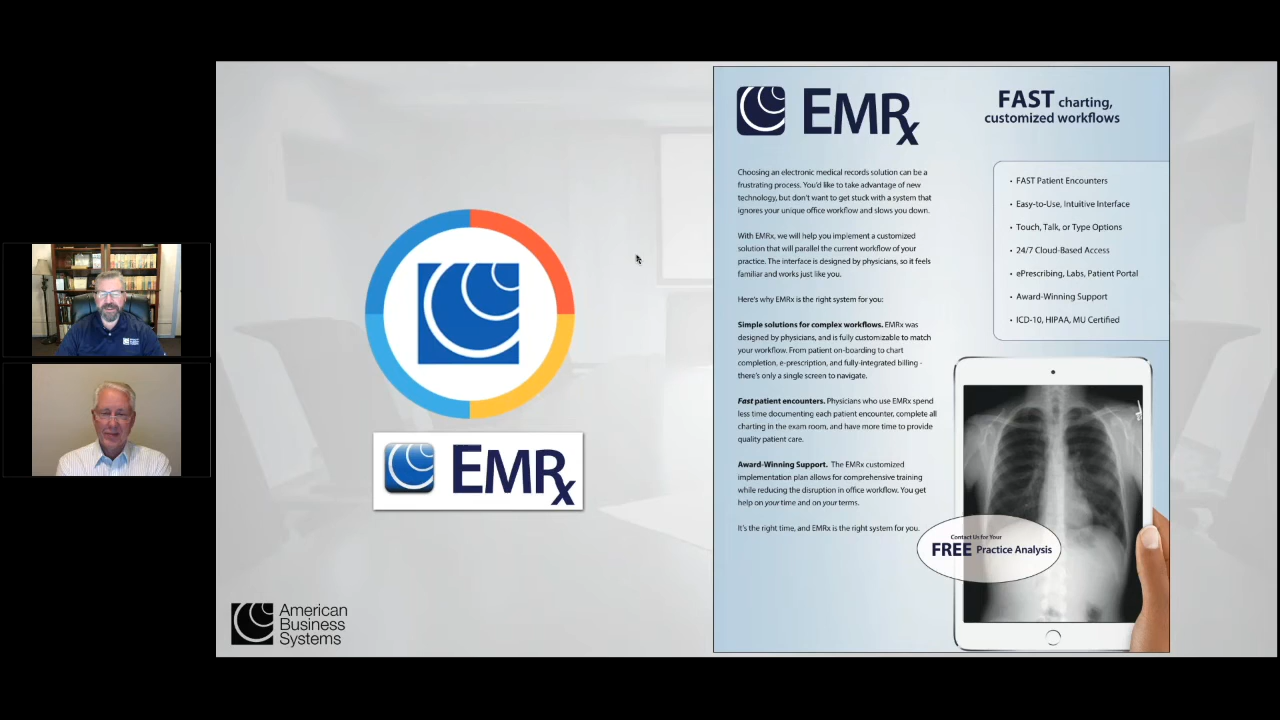 EMRx
FAST charting,
customized workflows
Choosing an electronic medical records solution can be a
frustrating process. You'd like to take advantage of new
technology, but don't want to get stuck with a system that
ignores your unique office workflow and slows you down.
With EMRx, we will help you implement a customized
solution that will parallel the current workflow of your
practice. The interface is designed by physicians, so it feels
familiar and works just like you.
Here's why EMRx is the right system for you:
Simple solutions for complex workflows. EMRx was
designed by physicians, and is fully customizable to match
your workflow. From patient on-boarding to chart
completion, e-prescription, and fully-integrated billing -
there's only a single screen to navigate.
Fast patient encounters. Physicians who use EMRx spend
less time documenting each patient encounter, complete all
charting in the exam room, and have more time to provide
quality patient care.
Award-Winning Support. The EMRx customized
implementation plan allows for comprehensive training
while reducing the disruption in office workflow. You get
help on your time and on your terms.
It's the right time, and EMRx is the right system for you.
• FAST Patient Encounters
• Easy-to-Use, Intuitive Interface
• Touch, Talk, or Type Options
• 24/7 Cloud-Based Access
• ePrescribing, Labs, Patient Portal
• Award-Winning Support
• ICD-10, HIPAA, MU Certified
Contact Us for Your
FREE Practice Analysis
EMRx
American
Business
Systems